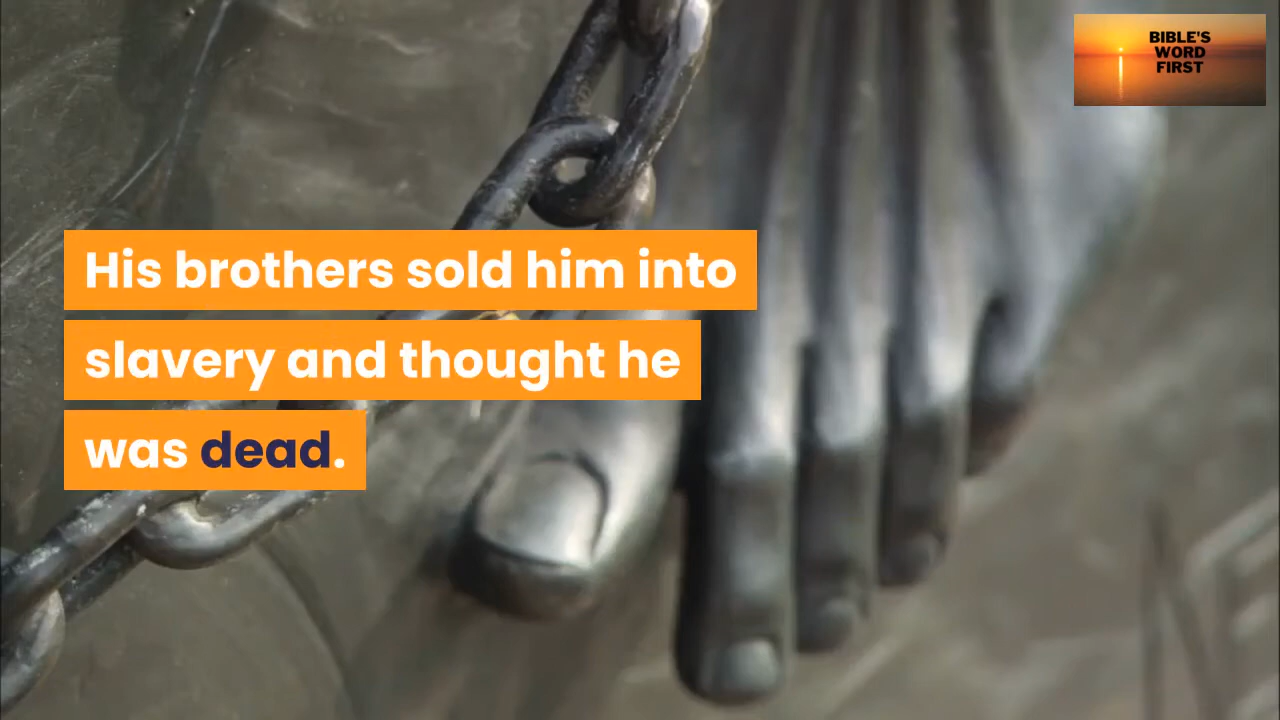 BIBLE'S
WORD
FIRST
His brothers sold him into
slavery and thought he
was dead.